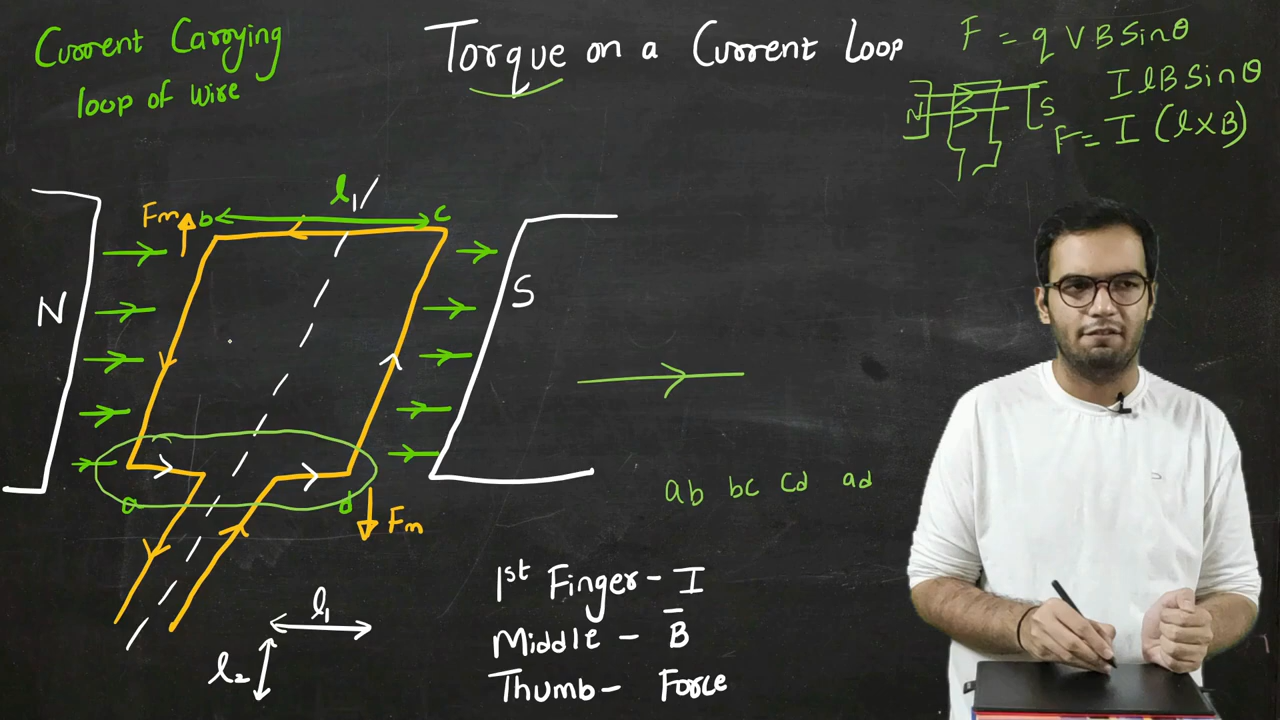 Current Carrying
loop of wire
Torque on a Current Loop
F = q V B Sinθ
I l B Sin θ
F = I (l × B)
N
S
l₁
Fm
b
c
N
S
a
d
Fm
ab bc cd ad
l₁
l₂
1st Finger - I
Middle - B
Thumb - Force